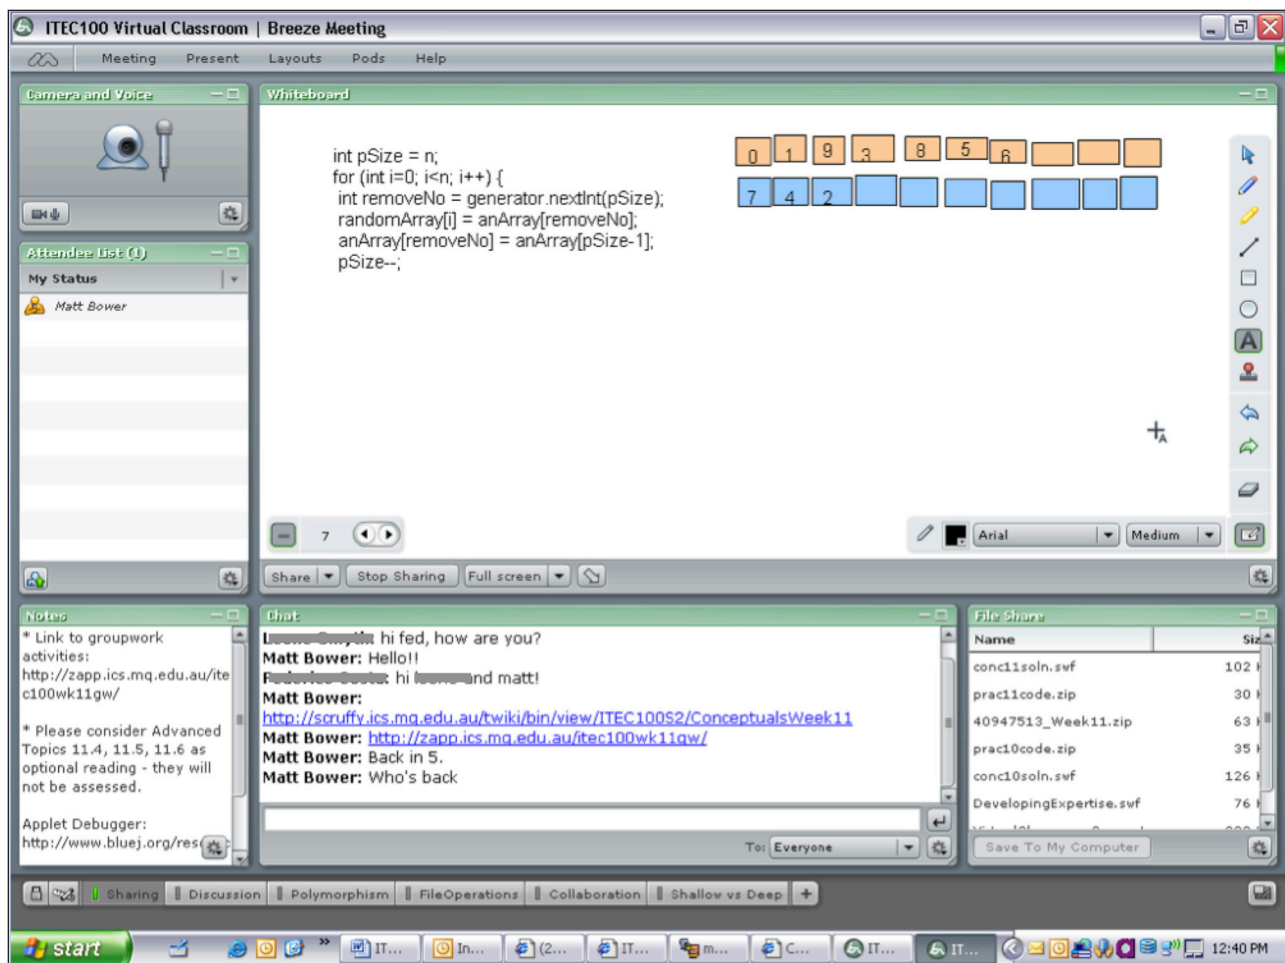 ITEC100 Virtual Classroom | Breeze Meeting
Meeting Present Layouts Pods Help
Camera and Voice
Whiteboard
int pSize = n;
for (int i=0; i<n; i++) {
int removeNo = generator.nextInt(pSize);
randomArray[i] = anArray[removeNo];
anArray[removeNo] = anArray[pSize-1];
pSize--;
0 1 9 3 8 5 6
7 4 2
Attendee List (1)
My Status
Matt Bower
A
7
Arial Medium
Share Stop Sharing Full screen
Notes
* Link to groupwork
activities:
http://zapp.ics.mq.edu.au/ite
c100wk11gw/
* Please consider Advanced
Topics 11.4, 11.5, 11.6 as
optional reading - they will
not be assessed.
Applet Debugger:
http://www.bluej.org/res
Chat
hi fed, how are you?
Matt Bower: Hello!!
hi and matt!
Matt Bower:
http://scruffy.ics.mq.edu.au/twiki/bin/view/ITEC100S2/ConceptualsWeek11
Matt Bower: http://zapp.ics.mq.edu.au/itec100wk11gw/
Matt Bower: Back in 5.
Matt Bower: Who's back
To: Everyone
File Share
Name Siz
conc11soln.swf 102
prac11code.zip 30
40947513_Week11.zip 63
prac10code.zip 35
conc10soln.swf 126
DevelopingExpertise.swf 76
Save To My Computer
Sharing Discussion Polymorphism FileOperations Collaboration Shallow vs Deep +
start » IT... In... (2... IT... m... C... IT... IT... 12:40 PM